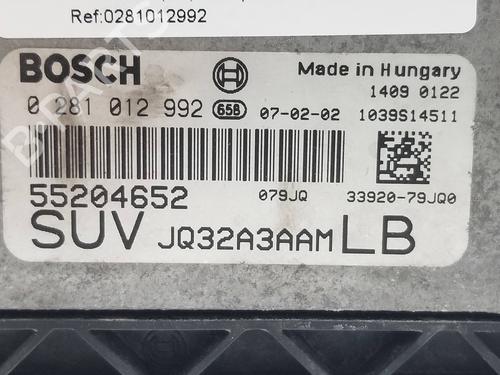 Ref:0281012992
BOSCH
Made in Hungary
1409 0122
0 281 012 992 658 07-02-02 1039S14511
55204652 079JQ 33920-79JQ0
SUV JQ32A3AAM LB